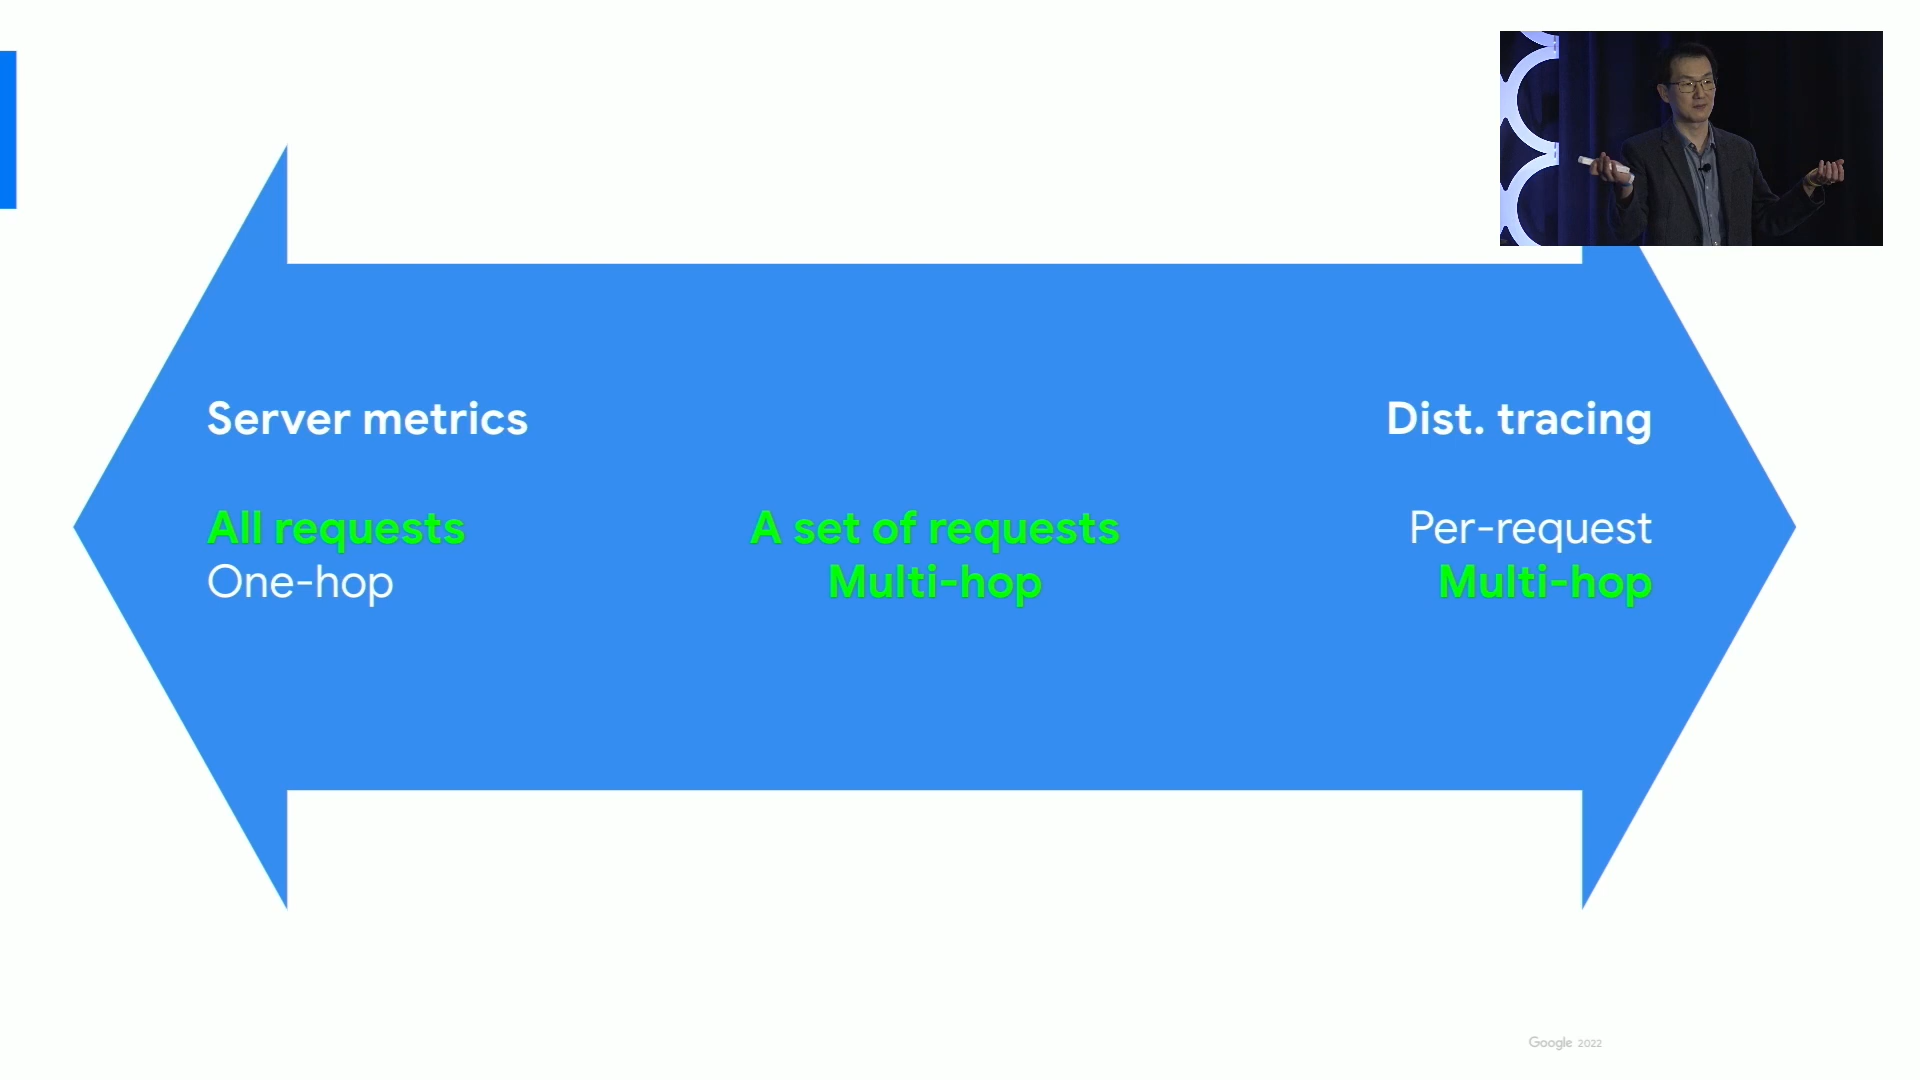 Server metrics
All requests
One-hop
A set of requests
Multi-hop
Dist. tracing
Per-request
Multi-hop
Google 2022